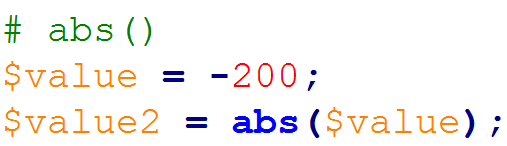 # abs()
$value = -200;
$value2 = abs($value);